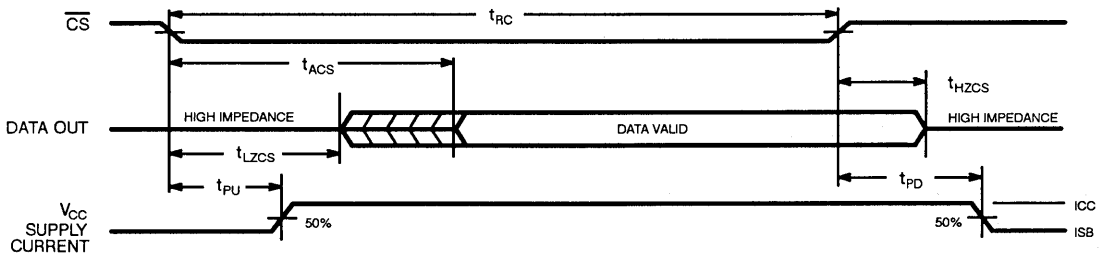 CS
tRC
tACS
tHZCS
DATA OUT
HIGH IMPEDANCE
DATA VALID
HIGH IMPEDANCE
tLZCS
tPU
tPD
VCC
SUPPLY
CURRENT
50%
50%
ICC
ISB